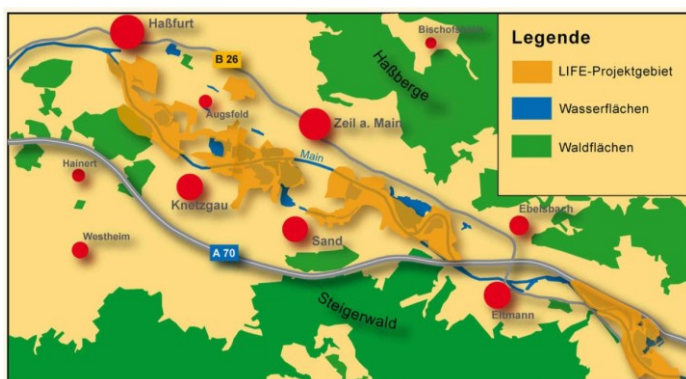 Haßfurt
B 26
Bischofsheim
Haßberge
Augsfeld
Zeil a. Main
Main
Hainert
Knetzgau
Ebelsbach
Sand
Westheim
A 70
Steigerwald
Eltmann
Legende
LIFE-Projektgebiet
Wasserflächen
Waldflächen